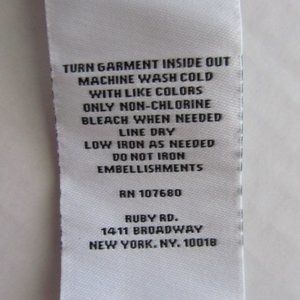 TURN GARMENT INSIDE OUT
MACHINE WASH COLD
WITH LIKE COLORS
ONLY NON-CHLORINE
BLEACH WHEN NEEDED
LINE DRY
LOW IRON AS NEEDED
DO NOT IRON
EMBELLISHMENTS
RN 107680
RUBY RD.
1411 BROADWAY
NEW YORK. NY. 10018